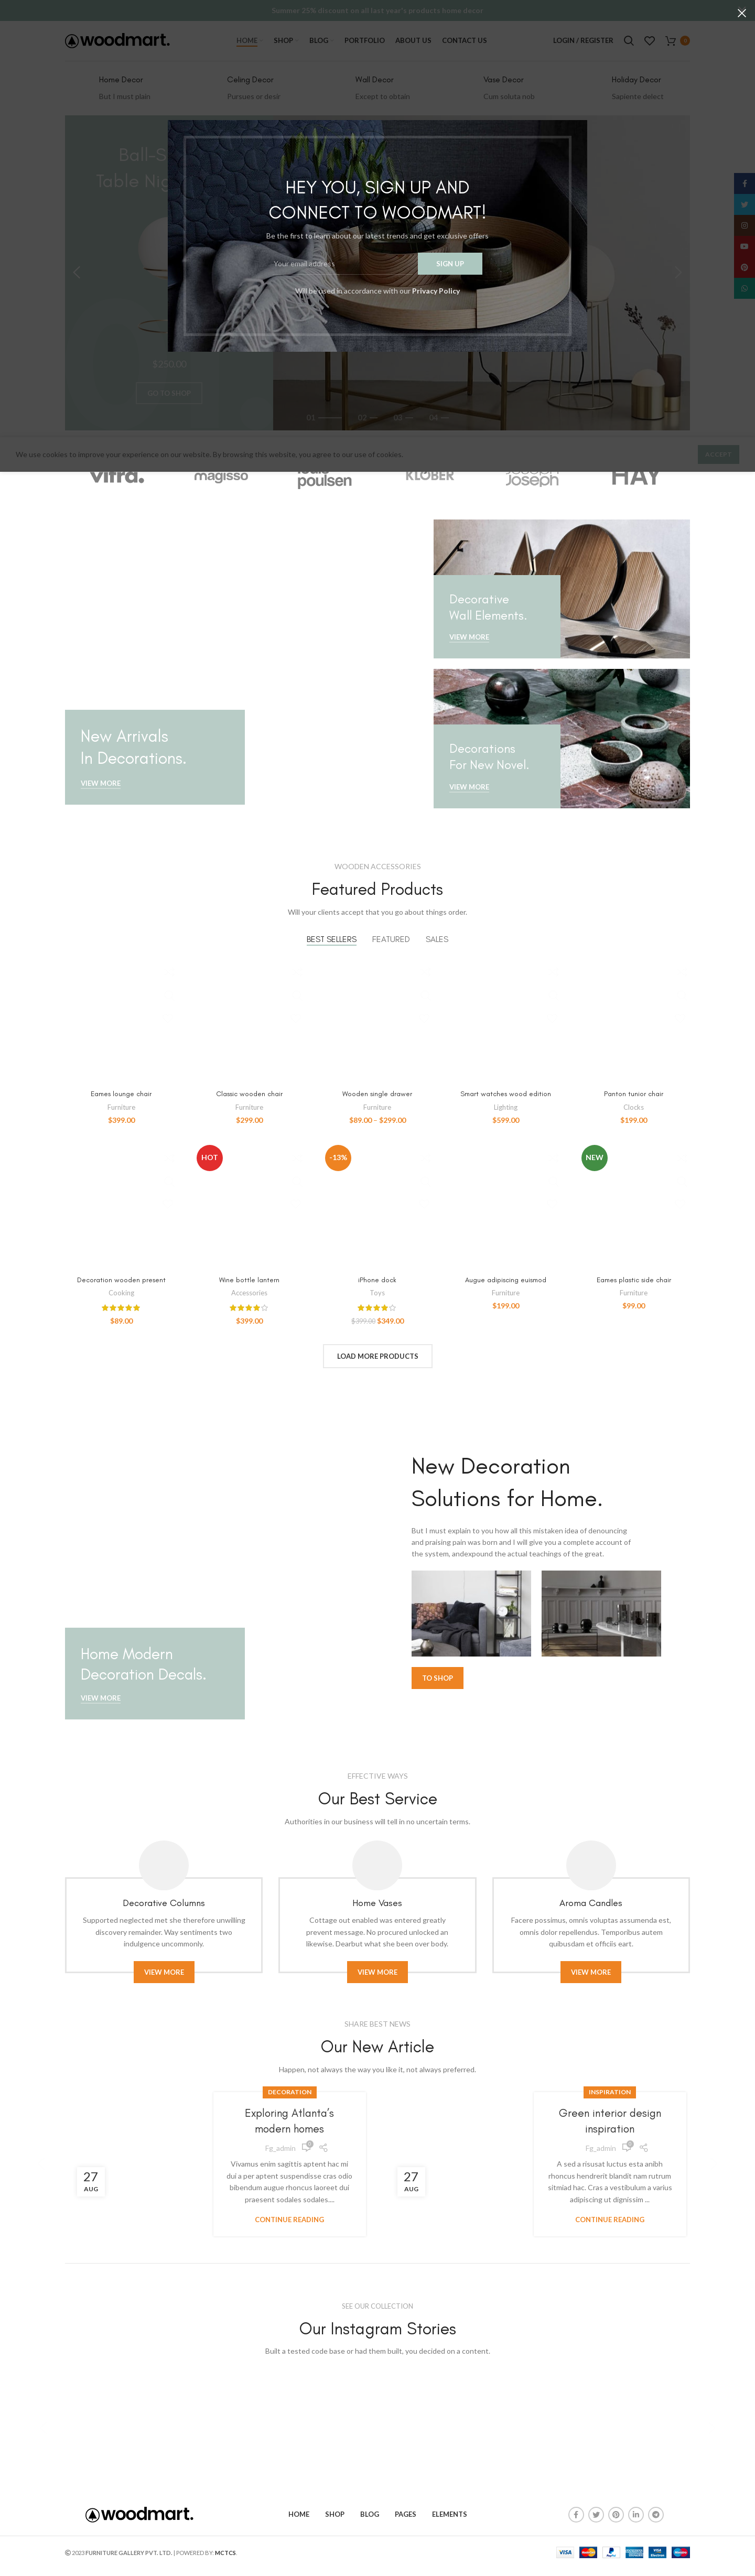 Summer 25% discount on all last year's products home decor
woodmart.
HOME
SHOP
BLOG
PORTFOLIO
ABOUT US
CONTACT US
LOGIN / REGISTER
0
Home Decor
But I must plain
Celing Decor
Pursues or desir
Wall Decor
Except to obtain
Vase Decor
Cum soluta nob
Holiday Decor
Sapiente delect
Ball-S
Table Nig
HEY YOU, SIGN UP AND
CONNECT TO WOODMART!
Be the first to learn about our latest trends and get exclusive offers
Your email address
SIGN UP
Will be used in accordance with our Privacy Policy
$250.00
GO TO SHOP
01
02
03
04
We use cookies to improve your experience on our website. By browsing this website, you agree to our use of cookies.
ACCEPT
vitra.
magisso
louis
poulsen
KLÖBER
joseph
joseph
HAY
Decorative
Wall Elements.
VIEW MORE
New Arrivals
In Decorations.
VIEW MORE
Decorations
For New Novel.
VIEW MORE
WOODEN ACCESSORIES
Featured Products
Will your clients accept that you go about things order.
BEST SELLERS
FEATURED
SALES
Eames lounge chair
Furniture
$399.00
Classic wooden chair
Furniture
$299.00
Wooden single drawer
Furniture
$89.00 – $299.00
Smart watches wood edition
Lighting
$599.00
Panton tunior chair
Clocks
$199.00
Decoration wooden present
Cooking
$89.00
HOT
Wine bottle lantern
Accessories
$399.00
-13%
iPhone dock
Toys
$399.00 $349.00
Augue adipiscing euismod
Furniture
$199.00
NEW
Eames plastic side chair
Furniture
$99.00
LOAD MORE PRODUCTS
Home Modern
Decoration Decals.
VIEW MORE
New Decoration
Solutions for Home.
But I must explain to you how all this mistaken idea of denouncing
and praising pain was born and I will give you a complete account of
the system, andexpound the actual teachings of the great.
TO SHOP
EFFECTIVE WAYS
Our Best Service
Authorities in our business will tell in no uncertain terms.
Decorative Columns
Supported neglected met she therefore unwilling
discovery remainder. Way sentiments two
indulgence uncommonly.
VIEW MORE
Home Vases
Cottage out enabled was entered greatly
prevent message. No procured unlocked an
likewise. Dearbut what she been over body.
VIEW MORE
Aroma Candles
Facere possimus, omnis voluptas assumenda est,
omnis dolor repellendus. Temporibus autem
quibusdam et officiis eart.
VIEW MORE
SHARE BEST NEWS
Our New Article
Happen, not always the way you like it, not always preferred.
27
AUG
DECORATION
Exploring Atlanta's
modern homes
Fg_admin
0
Vivamus enim sagittis aptent hac mi
dui a per aptent suspendisse cras odio
bibendum augue rhoncus laoreet dui
praesent sodales sodales....
CONTINUE READING
27
AUG
INSPIRATION
Green interior design
inspiration
Fg_admin
0
A sed a risusat luctus esta anibh
rhoncus hendrerit blandit nam rutrum
sitmiad hac. Cras a vestibulum a varius
adipiscing ut dignissim ...
CONTINUE READING
SEE OUR COLLECTION
Our Instagram Stories
Built a tested code base or had them built, you decided on a content.
woodmart.
HOME
SHOP
BLOG
PAGES
ELEMENTS
© 2023 FURNITURE GALLERY PVT. LTD. | POWERED BY: MCTCS.
VISA
MasterCard
PayPal